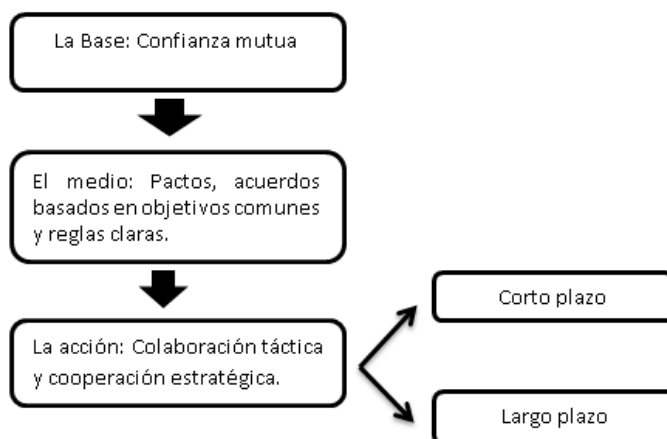 La Base: Confianza mutua
El medio: Pactos, acuerdos
basados en objetivos comunes
y reglas claras.
La acción: Colaboración táctica
y cooperación estratégica.
Corto plazo
Largo plazo